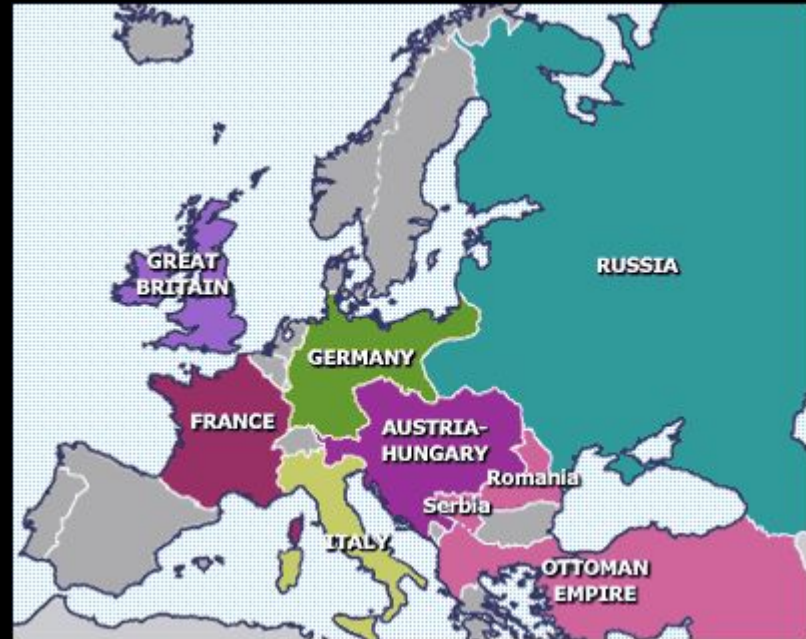 GREAT
BRITAIN
RUSSIA
GERMANY
FRANCE
AUSTRIA-
HUNGARY
Romania
Serbia
ITALY
OTTOMAN
EMPIRE